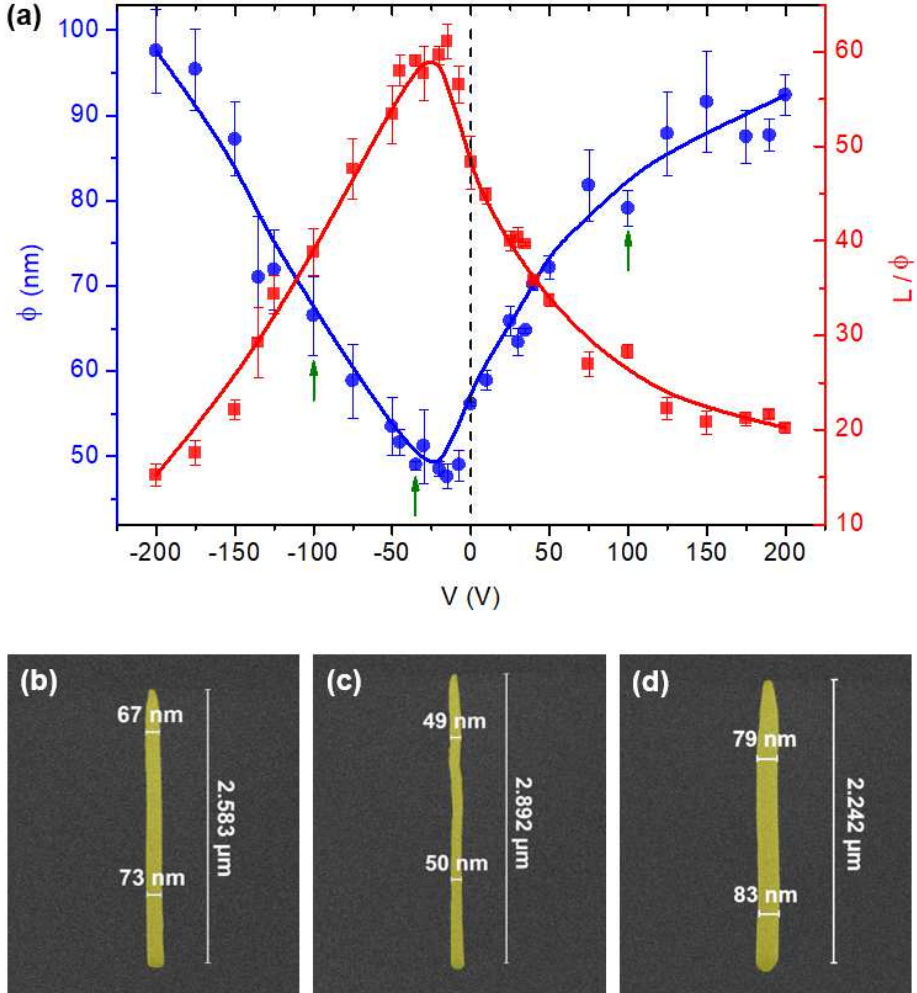 (a)
100
90
80
70
60
50
ϕ (nm)
60
50
40
30
20
10
L / ϕ
-200 -150 -100 -50 0 50 100 150 200
V (V)
(b)
67 nm
73 nm
2.583 µm
(c)
49 nm
50 nm
2.892 µm
(d)
79 nm
83 nm
2.242 µm